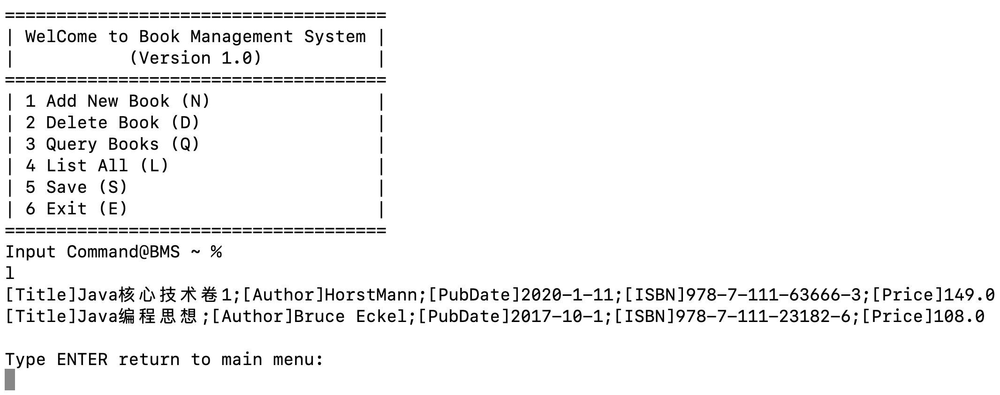 =====================================
| WelCome to Book Management System |
|           (Version 1.0)           |
=====================================
| 1 Add New Book (N)                |
| 2 Delete Book (D)                 |
| 3 Query Books (Q)                 |
| 4 List All (L)                    |
| 5 Save (S)                        |
| 6 Exit (E)                        |
=====================================
Input Command@BMS ~ %
l
[Title]Java核心技术卷1;[Author]HorstMann;[PubDate]2020-1-11;[ISBN]978-7-111-63666-3;[Price]149.0
[Title]Java编程思想;[Author]Bruce Eckel;[PubDate]2017-10-1;[ISBN]978-7-111-23182-6;[Price]108.0
Type ENTER return to main menu: